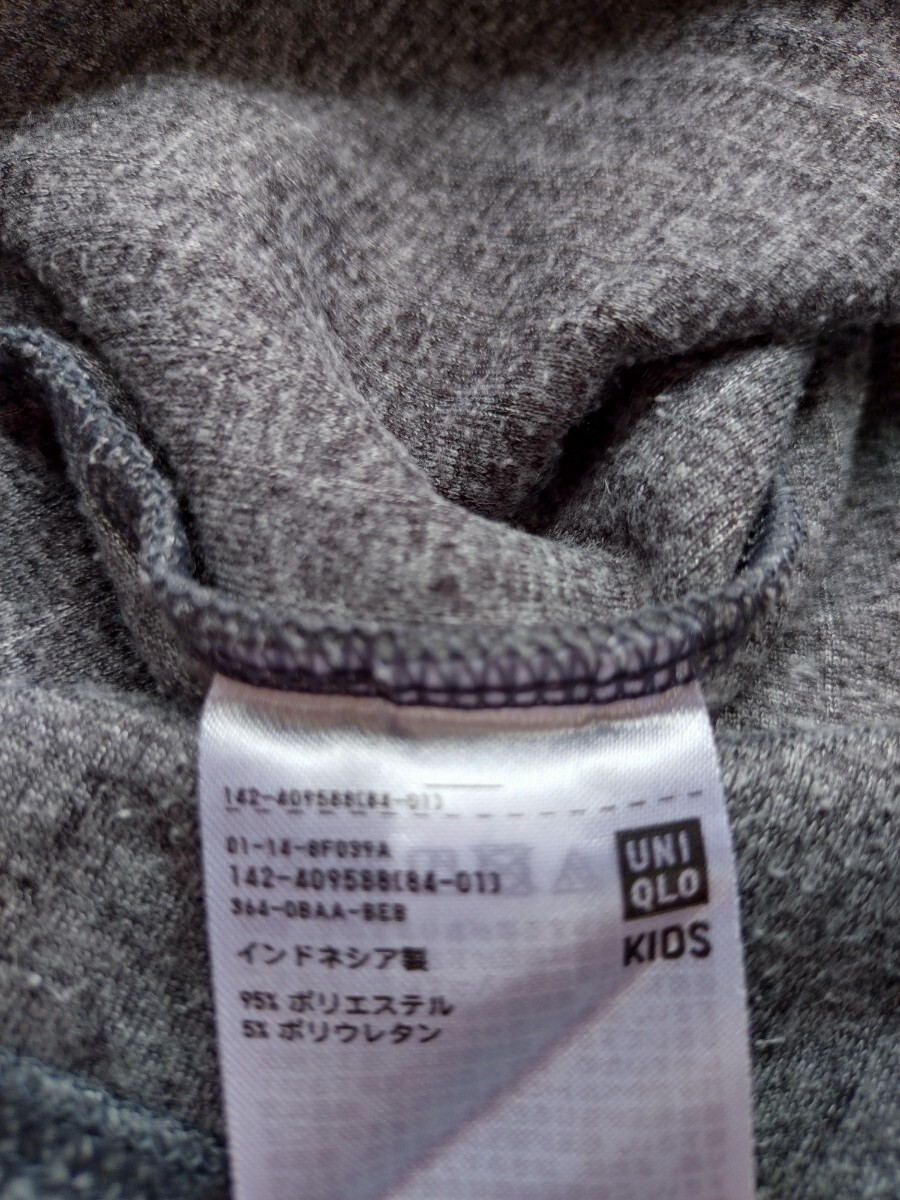 142-409588(84-01)
01-14-8F039A
142-409588(84-01)
364-08AA-BEB
インドネシア製
95% ポリエステル
5% ポリウレタン
UNI
QLO
KIDS